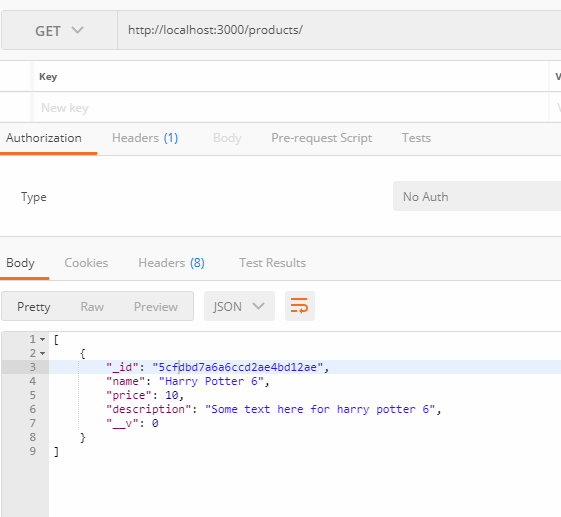 GET http://localhost:3000/products/
Key V
New key V
Authorization Headers (1) Body Pre-request Script Tests
Type No Auth
Body Cookies Headers (8) Test Results
Pretty Raw Preview JSON
1 [
2 {
3 "_id": "5cfdbd7a6a6ccd2ae4bd12ae",
4 "name": "Harry Potter 6",
5 "price": 10,
6 "description": "Some text here for harry potter 6",
7 "__v": 0
8 }
9 ]